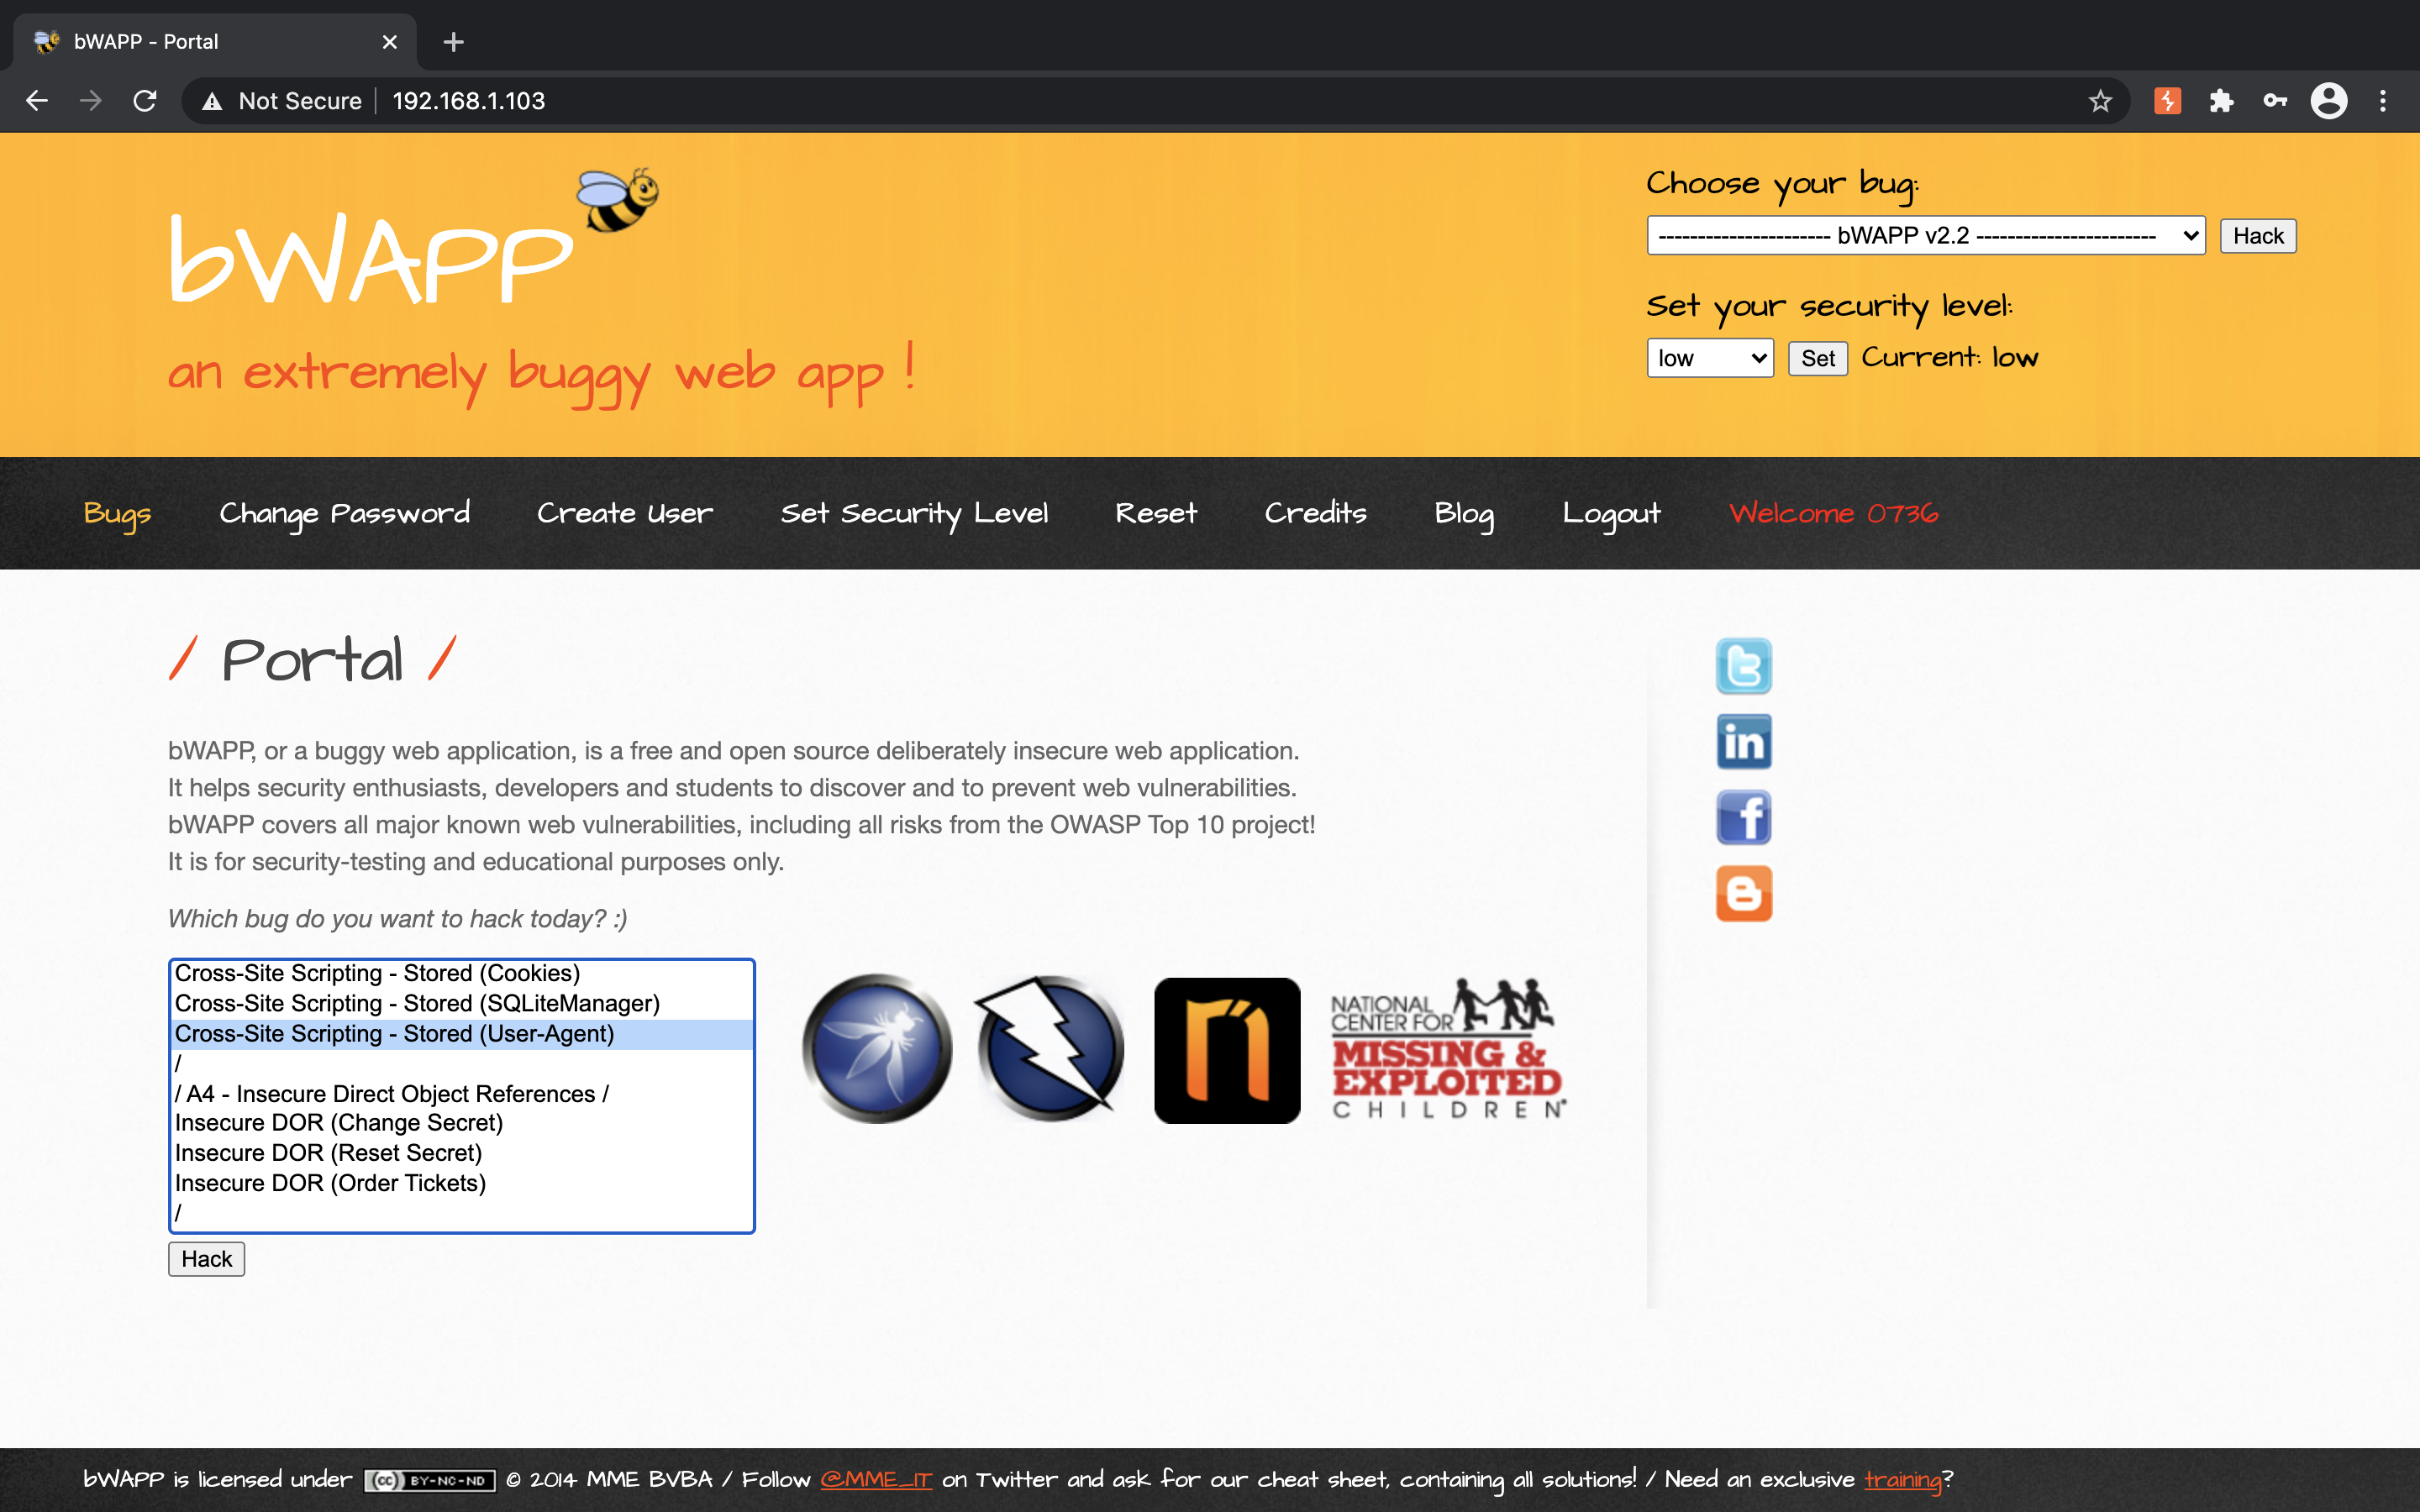 bWAPP - Portal
Not Secure 192.168.1.103
bWAPP
an extremely buggy web app !
Choose your bug:
---------------------- bWAPP v2.2 -----------------------
Hack
Set your security level:
low
Set
Current: low
Bugs
Change Password
Create User
Set Security Level
Reset
Credits
Blog
Logout
Welcome 0736
/ Portal /
bWAPP, or a buggy web application, is a free and open source deliberately insecure web application.
It helps security enthusiasts, developers and students to discover and to prevent web vulnerabilities.
bWAPP covers all major known web vulnerabilities, including all risks from the OWASP Top 10 project!
It is for security-testing and educational purposes only.
Which bug do you want to hack today? :)
Cross-Site Scripting - Stored (Cookies)
Cross-Site Scripting - Stored (SQLiteManager)
Cross-Site Scripting - Stored (User-Agent)
/
/ A4 - Insecure Direct Object References /
Insecure DOR (Change Secret)
Insecure DOR (Reset Secret)
Insecure DOR (Order Tickets)
/
Hack
NATIONAL
CENTER FOR
MISSING &
EXPLOITED
CHILDREN®
bWAPP is licensed under (cc) BY-NC-ND © 2014 MME BVBA / Follow @MME_IT on Twitter and ask for our cheat sheet, containing all solutions! / Need an exclusive training?